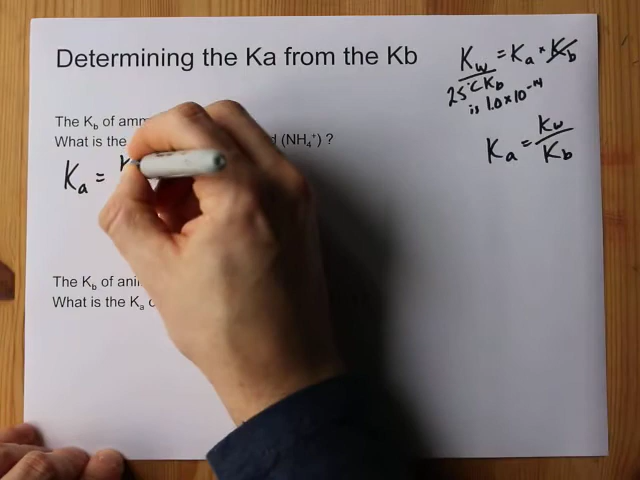 Determining the Ka from the Kb
Kw = Ka * Kb
Kb
25°C
is 1.0×10⁻¹⁴
Ka = Kw
Kb
The Kb of amm
What is the (NH4⁺) ?
Ka = K
The Kb of
What is the Ka